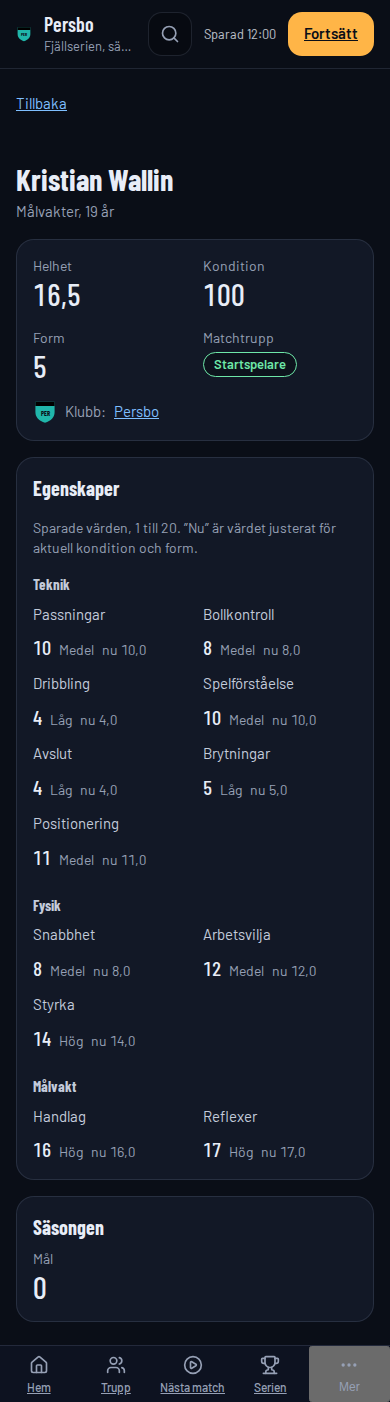 Persbo
Fjällserien, sä...
Sparad 12:00
Fortsätt
Tillbaka
Kristian Wallin
Målvakter, 19 år
Helhet
Kondition
16,5
100
Form
Matchtrupp
5
Startspelare
PER
Klubb: Persbo
Egenskaper
Sparade värden, 1 till 20. ”Nu” är värdet justerat för
aktuell kondition och form.
Teknik
Passningar
Bollkontroll
10 Medel nu 10,0
8 Medel nu 8,0
Dribbling
Spelförståelse
4 Låg nu 4,0
10 Medel nu 10,0
Avslut
Brytningar
4 Låg nu 4,0
5 Låg nu 5,0
Positionering
11 Medel nu 11,0
Fysik
Snabbhet
Arbetsvilja
8 Medel nu 8,0
12 Medel nu 12,0
Styrka
14 Hög nu 14,0
Målvakt
Handlag
Reflexer
16 Hög nu 16,0
17 Hög nu 17,0
Säsongen
Mål
0
Hem
Trupp
Nästa match
Serien
Mer